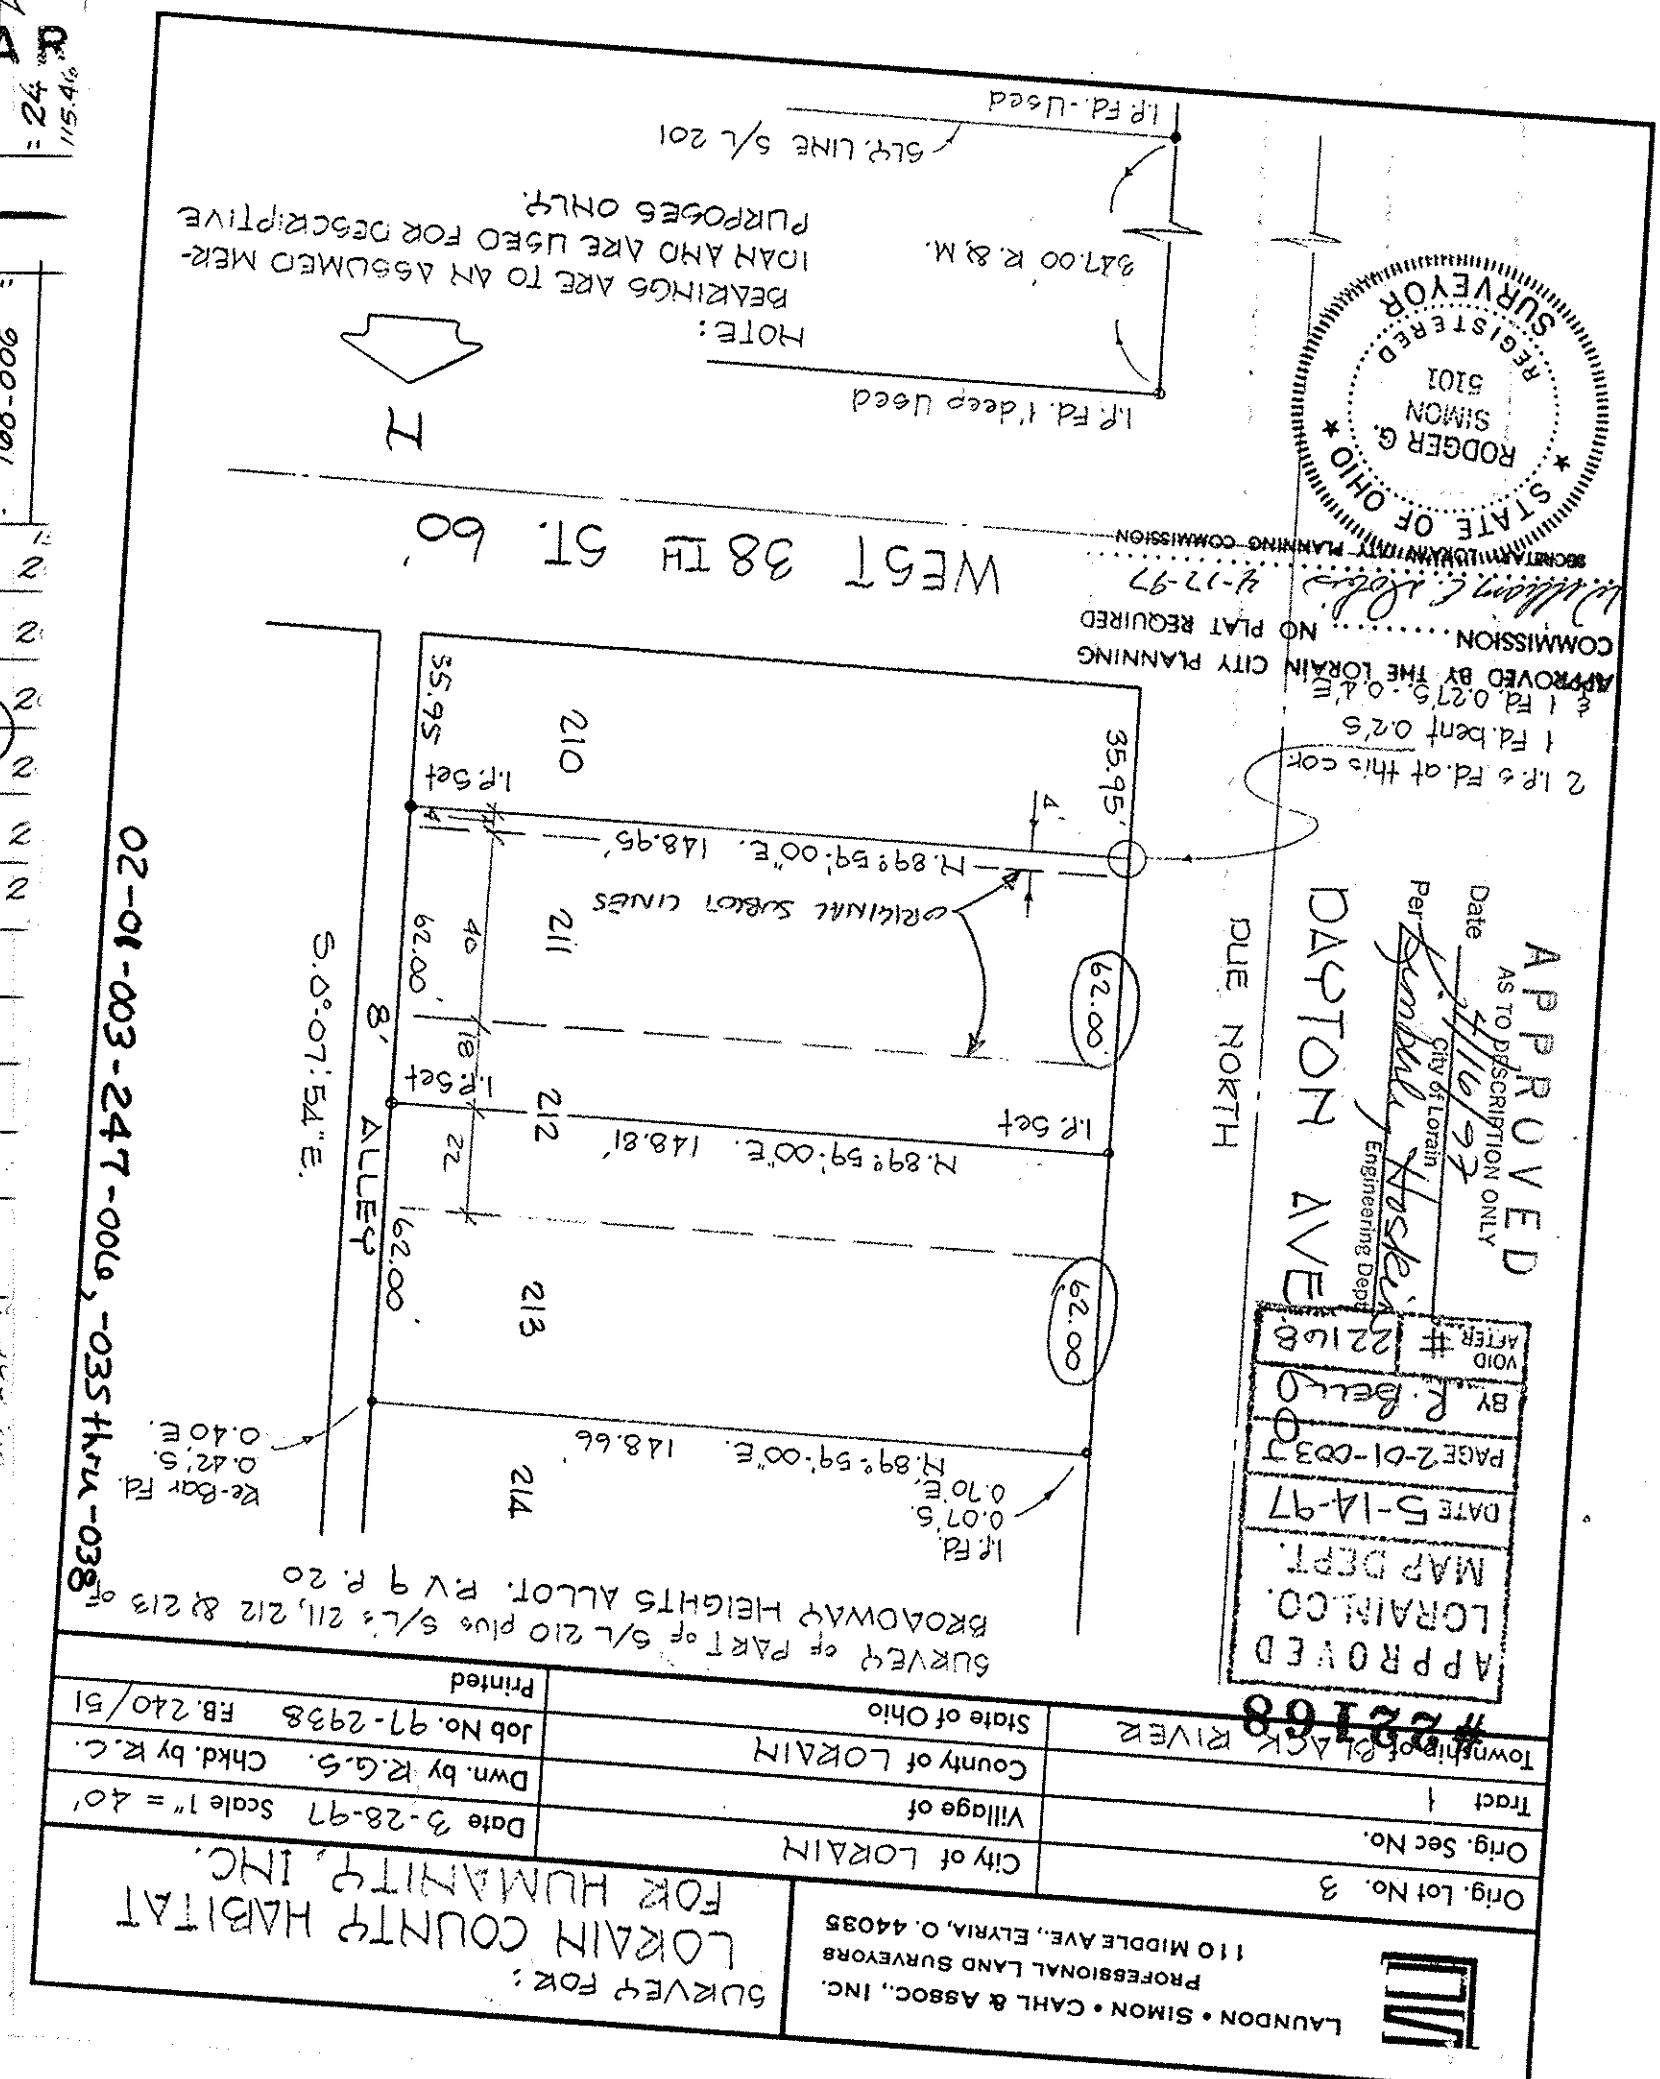 LAUNDON • SIMON • CAHL & ASSOC., INC.
PROFESSIONAL LAND SURVEYORS
110 MIDDLE AVE., ELYRIA, O. 44035
SURVEY FOR:
LORAIN COUNTY HABITAT
FOR HUMANITY, INC.
Orig. Lot No. 3
City of LORAIN
Date 3-28-97 Scale 1" = 40'
Orig. Sec No.
Village of
Dwn. by R.G.S. Chkd. by R.C.
Tract 1
County of LORAIN
Job No. 97-2938 F.B. 240/51
Township of BLACK RIVER
State of Ohio
Printed
#22168
SURVEY OF PART OF S/L 210 plus S/L's 211, 212 & 213 OF
BROADWAY HEIGHTS ALLOT. P.V 9 P. 20
APPROVED
LORAIN CO.
MAP DEPT.
DATE 5-14-97
PAGE 2-01-003 J
BY R. Bell
VOID AFTER # 22168
I.P. Fd.
0.07'S.
0.70'E.
214
Re-Bar Fd.
0.42'S.
0.40'E.
N.89°-59'-00"E. 148.66'
62.00'
213
62.00'
22
I.P. Set
N.89°59'-00"E. 148.81'
212
I.P. Set
18
62.00'
ORIGINAL SUBLOT LINES
211
40
62.00'
N.89°59'-00"E. 148.95'
4'
4'
I.P. Set
35.95'
210
35.95
8' ALLEY
S.0°-07'-54"E.
DUE NORTH
DAYTON AVE.
APPROVED
AS TO DESCRIPTION ONLY
Date 4/16/97
City of Lorain
Per
Engineering Dept
2 I.P.s Fd. at this cor.
1 Fd. bent 0.2'S
& 1 Fd. 0.27'S. - 0.4'E
APPROVED BY THE LORAIN CITY PLANNING
COMMISSION.......... NO PLAT REQUIRED
4-17-97
SECRETARY LORAIN CITY PLANNING COMMISSION
WEST 38TH ST. 60'
STATE OF OHIO
RODGER G.
SIMON
5101
REGISTERED
SURVEYOR
I.P. Fd. 1' deep Used
N
NOTE:
BEARINGS ARE TO AN ASSUMED MER-
IDAN AND ARE USED FOR DESCRIPTIVE
PURPOSES ONLY.
347.00' R. & M.
SLY. LINE S/L 201
I.P. Fd. - Used
02-01-003-247-006, -035 thru -038
= 24
115.46